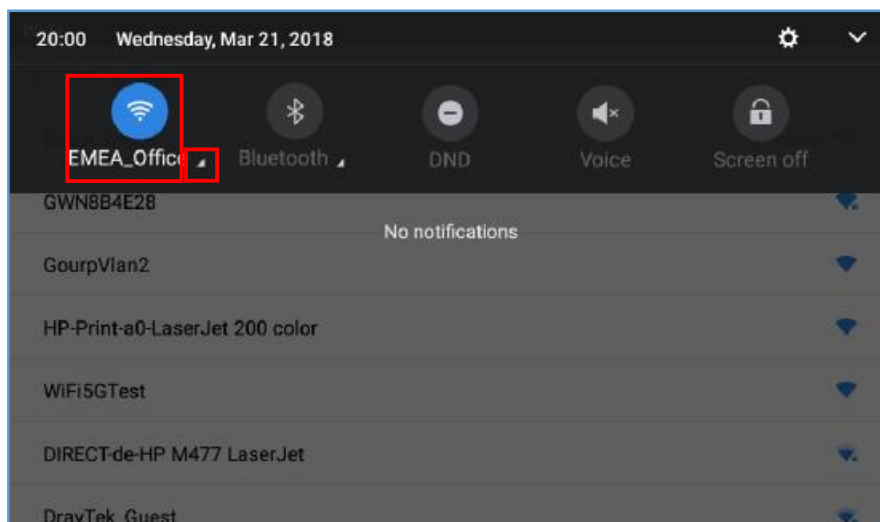 20:00 Wednesday, Mar 21, 2018
EMEA_Office Bluetooth DND Voice Screen off
GWN8B4E28
No notifications
GourpVlan2
HP-Print-a0-LaserJet 200 color
WiFi5GTest
DIRECT-de-HP M477 LaserJet
DrayTek_Guest